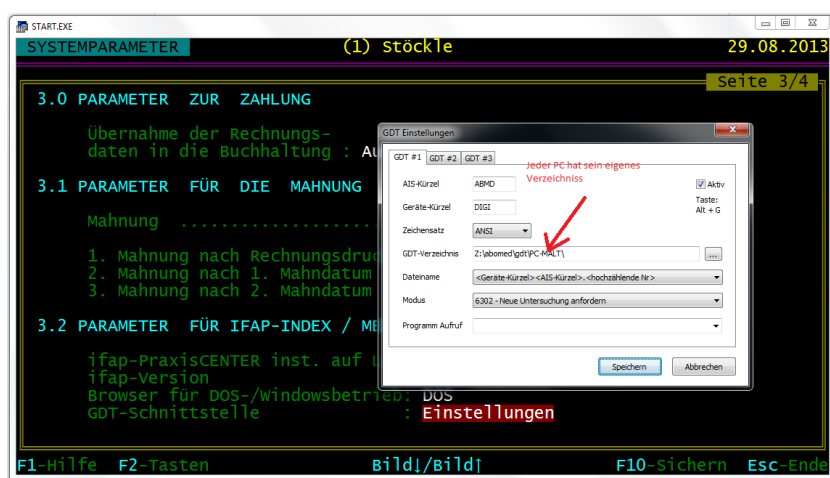 START.EXE
SYSTEMPARAMETER (1) Stöckle 29.08.2013
Seite 3/4
3.0 PARAMETER ZUR ZAHLUNG
Übernahme der Rechnungs-
daten in die Buchhaltung : Au
3.1 PARAMETER FÜR DIE MAHNUNG
Mahnung ....................
1. Mahnung nach Rechnungsdruc
2. Mahnung nach 1. Mahndatum
3. Mahnung nach 2. Mahndatum
3.2 PARAMETER FÜR IFAP-INDEX / ME
ifap-PraxisCENTER inst. auf L
ifap-Version
Browser für DOS-/Windowsbetrieb: DOS
GDT-Schnittstelle : Einstellungen
F1-Hilfe F2-Tasten Bild↓/Bild↑ F10-Sichern Esc-Ende
GDT Einstellungen
GDT #1 GDT #2 GDT #3
Jeder PC hat sein eigenes
Verzeichniss
AIS-Kürzel ABMD Aktiv
Geräte-Kürzel DIGI
Taste:
Alt + G
Zeichensatz ANSI
GDT-Verzeichnis Z:\abomed\gdt\PC-MALT\ ...
Dateiname <Geräte-Kürzel><AIS-Kürzel>.<hochzählende Nr>
Modus 6302 - Neue Untersuchung anfordern
Programm Aufruf
Speichern Abbrechen